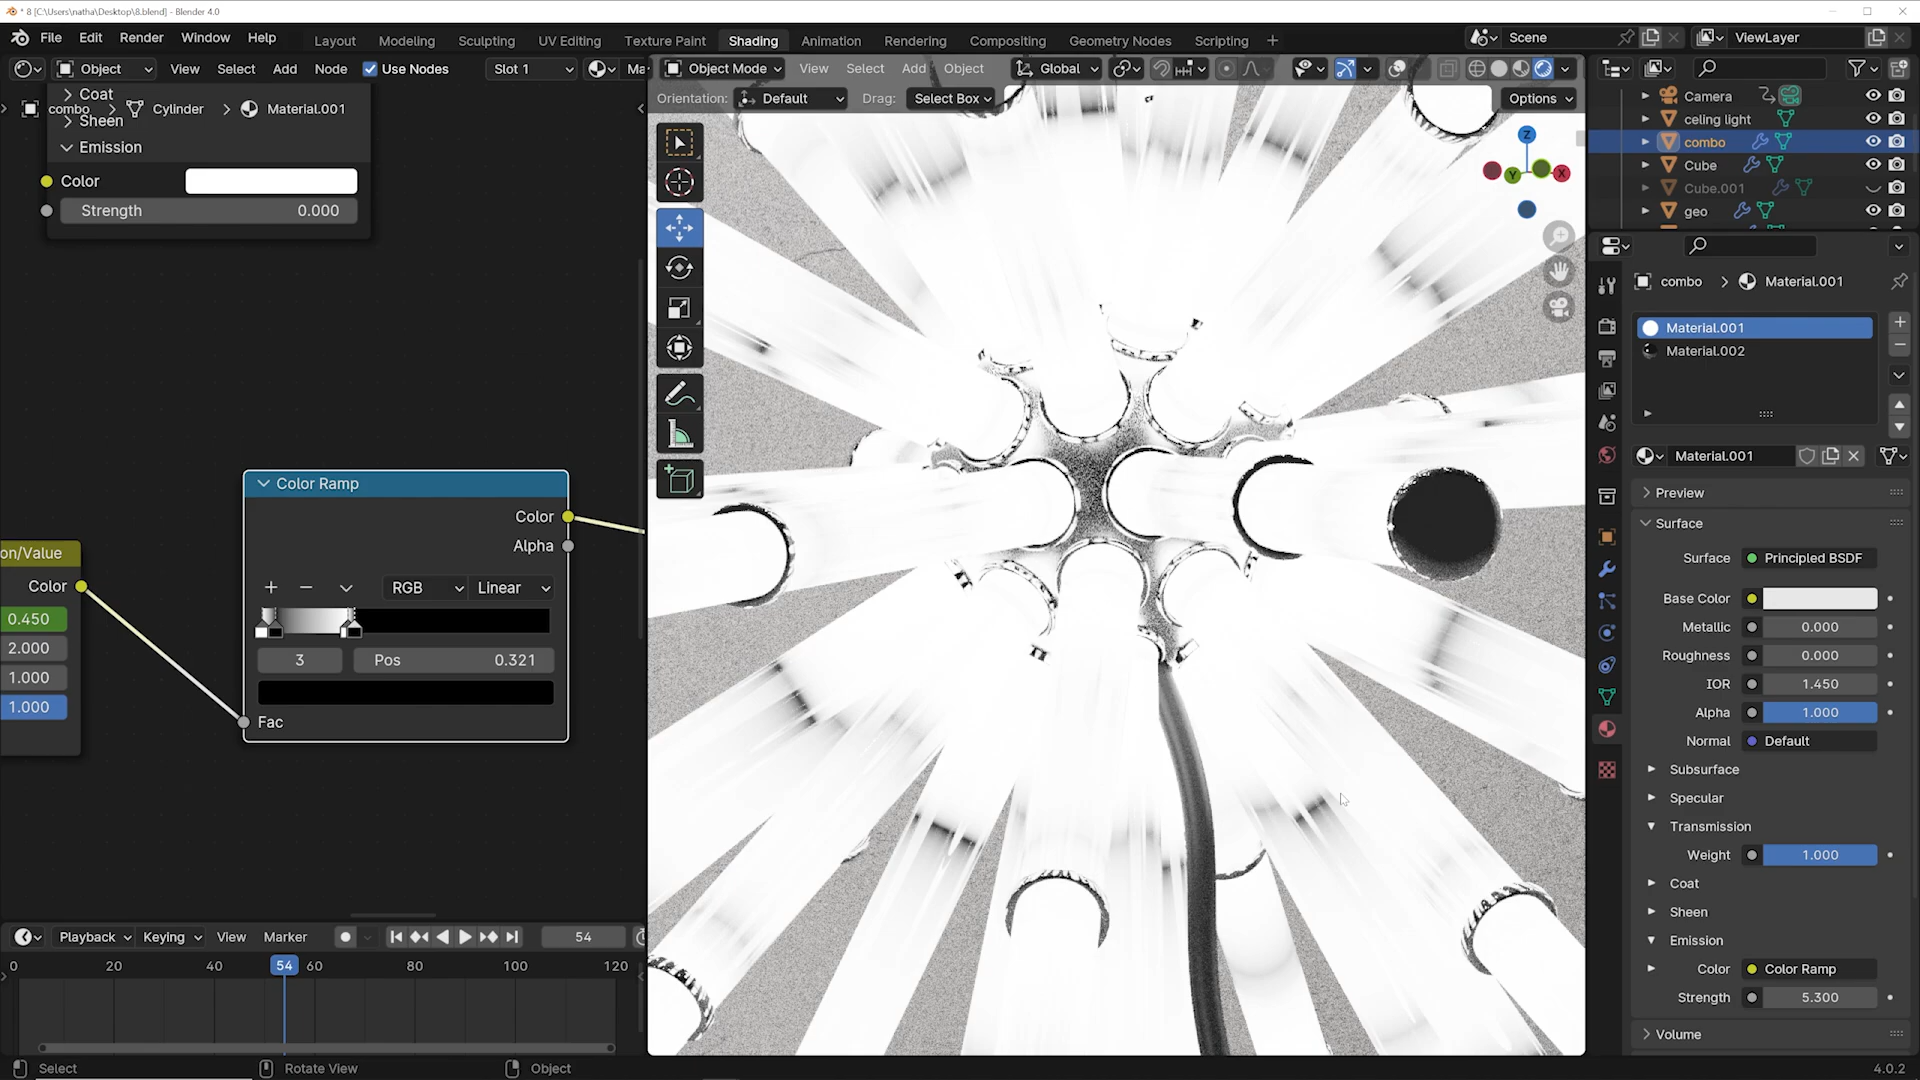 * 8 [C:\Users\natha\Desktop\8.blend] - Blender 4.0
File Edit Render Window Help
Layout Modeling Sculpting UV Editing Texture Paint Shading Animation Rendering Compositing Geometry Nodes Scripting +
Scene
ViewLayer
Object View Select Add Node Use Nodes Slot 1 Ma
Object Mode View Select Add Object Global
Orientation: Default Drag: Select Box Options
Coat
combo > Cylinder > Material.001
Sheen
Emission
Color
Strength 0.000
on/Value
Color
0.450
2.000
1.000
1.000
Color Ramp
Color
Alpha
RGB Linear
3 Pos 0.321
Fac
Z
Y
X
Camera
celing light
combo
Cube
Cube.001
geo
combo > Material.001
Material.001
Material.002
Material.001
Preview
Surface
Surface Principled BSDF
Base Color
Metallic 0.000
Roughness 0.000
IOR 1.450
Alpha 1.000
Normal Default
Subsurface
Specular
Transmission
Weight 1.000
Coat
Sheen
Emission
Color Color Ramp
Strength 5.300
Volume
Playback Keying View Marker 54
0 20 40 54 60 80 100 120
Select Rotate View Object 4.0.2